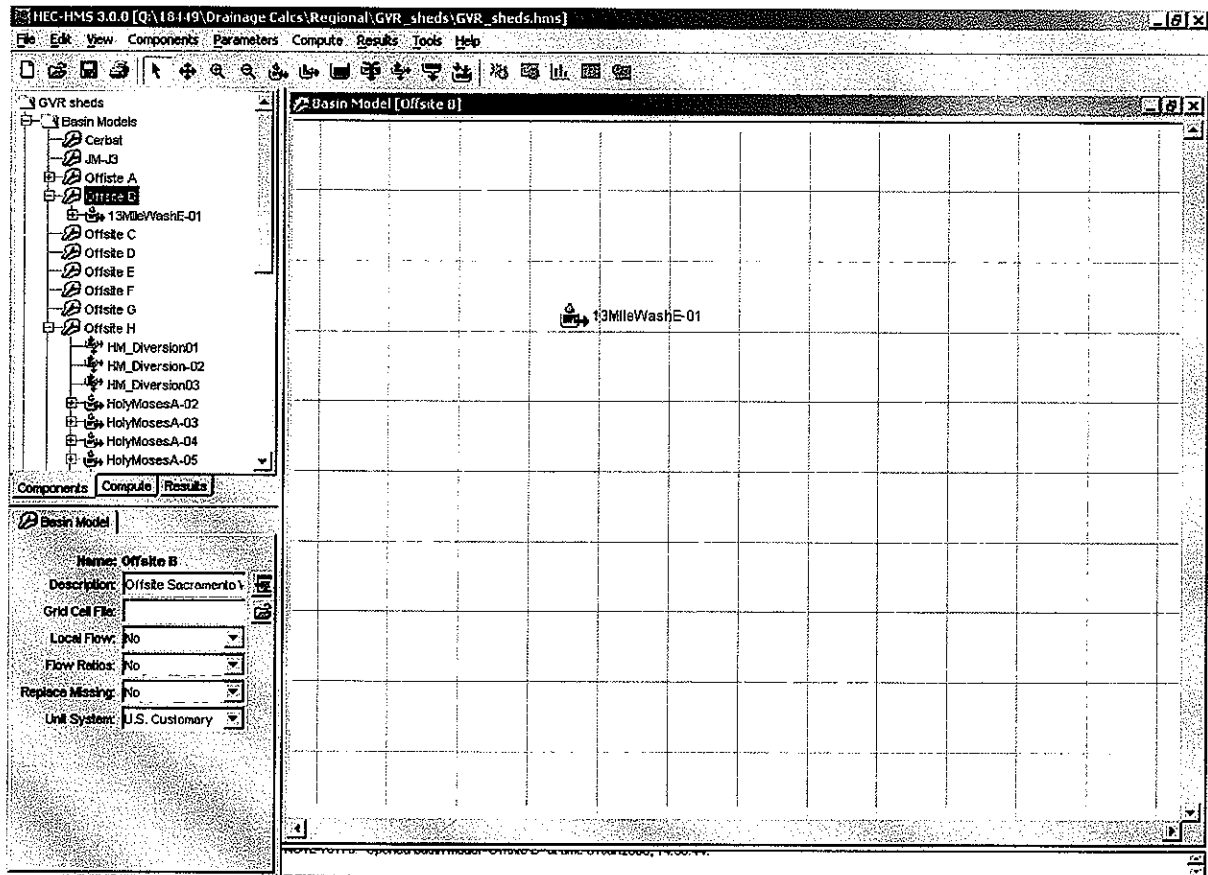 HEC-HMS 3.0.0 [Q:\18449\Drainage Calcs\Regional\GVR_sheds\GVR_sheds.hms]
File Edit View Components Parameters Compute Results Tools Help
GVR sheds
Basin Models
Cerbat
JM-J3
Offiste A
Offsite B
13MileWashE-01
Offsite C
Offsite D
Offsite E
Offsite F
Offsite G
Offsite H
HM_Diversion01
HM_Diversion-02
HM_Diversion03
HolyMosesA-02
HolyMosesA-03
HolyMosesA-04
HolyMosesA-05
Components Compute Results
Basin Model
Name: Offsite B
Description: Offsite Sacramento
Grid Cell File:
Local Flow: No
Flow Ratios: No
Replace Missing: No
Unit System: U.S. Customary
Basin Model [Offsite B]
13MileWashE-01